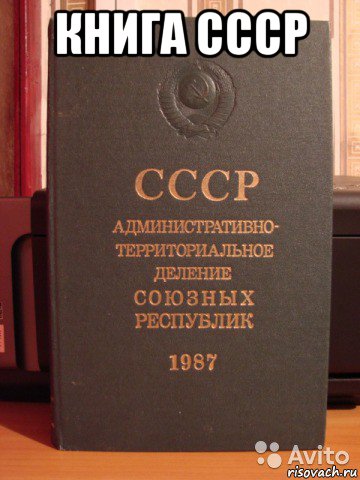 КНИГА СССР
СССР
АДМИНИСТРАТИВНО-
ТЕРРИТОРИАЛЬНОЕ
ДЕЛЕНИЕ
СОЮЗНЫХ
РЕСПУБЛИК
1987
Avito
risovach.ru